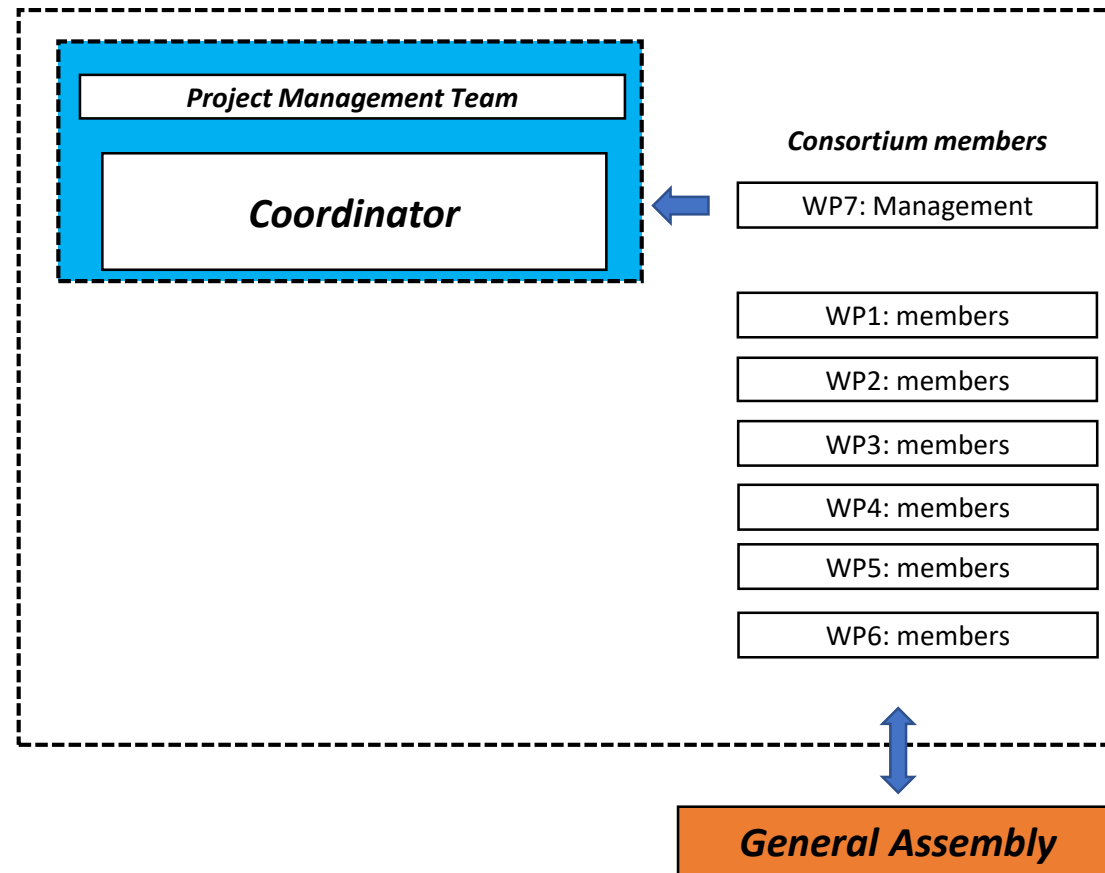 Project Management Team
Coordinator
Consortium members
WP7: Management
WP1: members
WP2: members
WP3: members
WP4: members
WP5: members
WP6: members
General Assembly